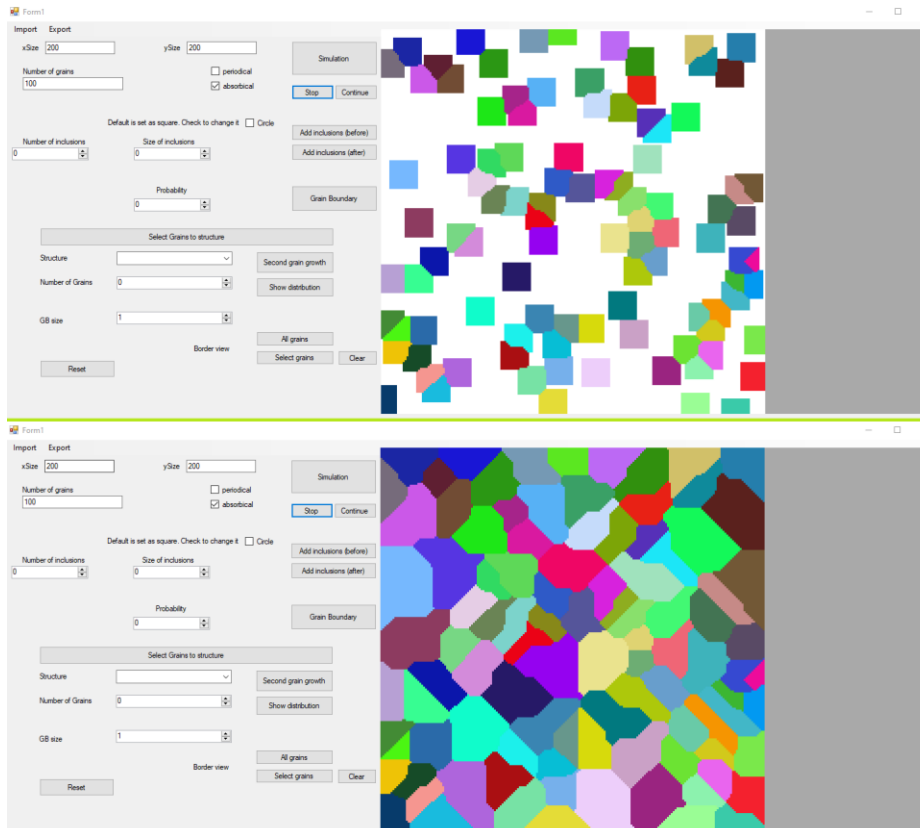 Form1
Import Export
xSize 200 ySize 200
Simulation
Number of grains
100
periodical
absorbical
Stop Continue
Default is set as square. Check to change it Circle
Add inclusions (before)
Number of inclusions Size of inclusions
0 0
Add inclusions (after)
Probability
0
Grain Boundary
Select Grains to structure
Structure
Second grain growth
Number of Grains 0
Show distribution
GB size 1
All grains
Border view
Select grains Clear
Reset
Form1
Import Export
xSize 200 ySize 200
Simulation
Number of grains
100
periodical
absorbical
Stop Continue
Default is set as square. Check to change it Circle
Add inclusions (before)
Number of inclusions Size of inclusions
0 0
Add inclusions (after)
Probability
0
Grain Boundary
Select Grains to structure
Structure
Second grain growth
Number of Grains 0
Show distribution
GB size 1
All grains
Border view
Select grains Clear
Reset